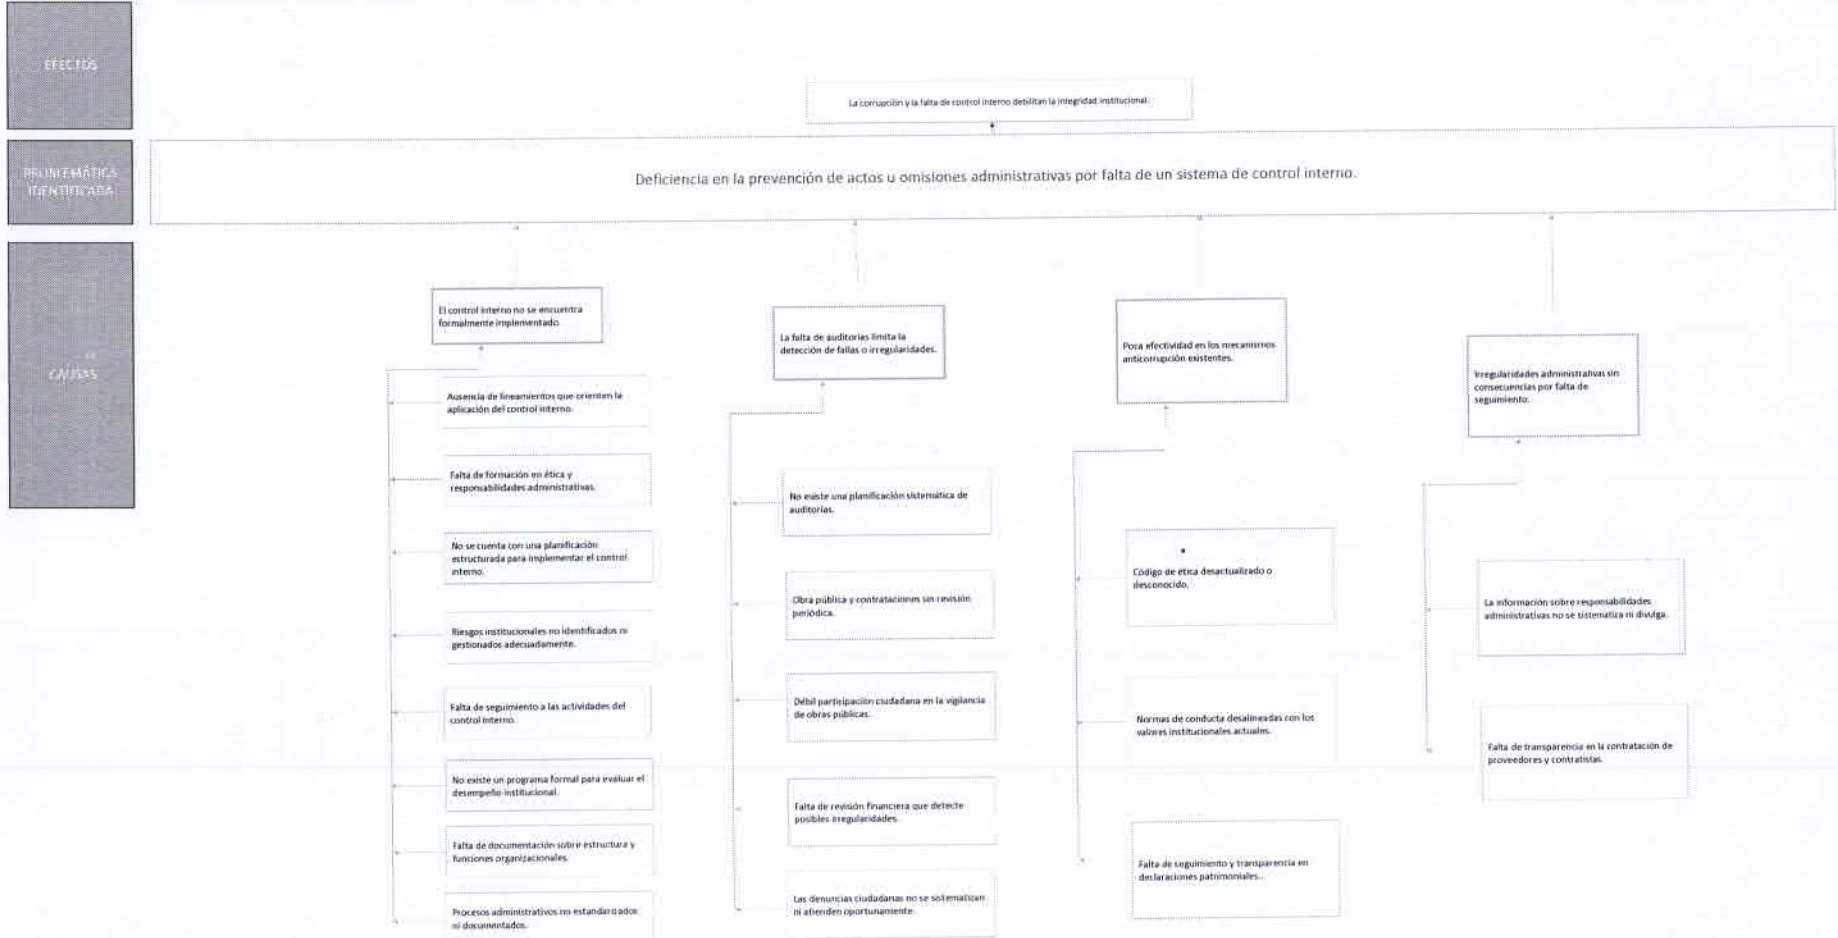 EFECTOS
La corrupción y la falta de control interno debilitan la integridad institucional.
PROBLEMÁTICA
IDENTIFICADA
Deficiencia en la prevención de actos u omisiones administrativas por falta de un sistema de control interno.
CAUSAS
El control interno no se encuentra
formalmente implementado.
Ausencia de lineamientos que orienten la
aplicación del control interno.
Falta de formación en ética y
responsabilidades administrativas.
No se cuenta con una planificación
estructurada para implementar el control
interno.
Riesgos institucionales no identificados ni
gestionados adecuadamente.
Falta de seguimiento a las actividades del
control interno.
No existe un programa formal para evaluar el
desempeño institucional.
Falta de documentación sobre estructura y
funciones organizacionales.
Procesos administrativos no estandarizados
ni documentados.
La falta de auditorías limita la
detección de fallas o irregularidades.
No existe una planificación sistemática de
auditorías.
Obra pública y contrataciones sin revisión
periódica.
Débil participación ciudadana en la vigilancia
de obras públicas.
Falta de revisión financiera que detecte
posibles irregularidades.
Las denuncias ciudadanas no se sistematizan
ni atienden oportunamente.
Poca efectividad en los mecanismos
anticorrupción existentes.
Código de ética desactualizado o
desconocido.
Normas de conducta desalineadas con los
valores institucionales actuales.
Falta de seguimiento y transparencia en
declaraciones patrimoniales..
Irregularidades administrativas sin
consecuencias por falta de
seguimiento.
La información sobre responsabilidades
administrativas no se sistematiza ni divulga.
Falta de transparencia en la contratación de
proveedores y contratistas.